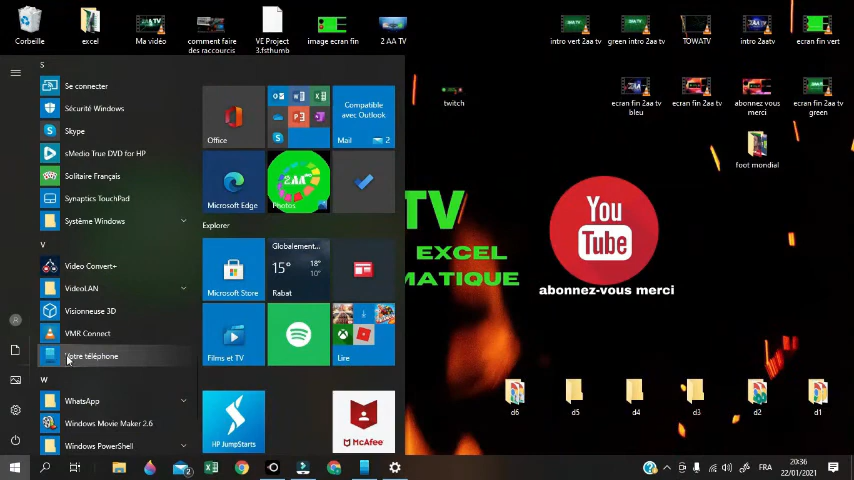 Corbeille
excel
Ma vidéo
comment faire
des raccourcis
VE Project
3.fsthumb
image ecran fin
2 AA TV
intro vert 2aa tv
green intro 2aa tv
TOWATV
intro 2aatv
ecran fin vert
twitch
ecran fin 2aa tv
bleu
ecran fin 2aa tv
abonnez vous
merci
ecran fin 2aa tv
green
foot mondial
S
Se connecter
Sécurité Windows
Skype
sMedio True DVD for HP
Solitaire Français
Synaptics TouchPad
Système Windows
V
Video Convert+
VideoLAN
Visionneuse 3D
VMR Connect
Votre téléphone
W
WhatsApp
Windows Movie Maker 2.6
Windows PowerShell
Office
Compatible
avec Outlook
Mail
2
Microsoft Edge
2AA
Photos
Explorer
Microsoft Store
Globalement...
15°
18°
10°
Rabat
Films et TV
Lire
HP JumpStarts
McAfee
TV
EXCEL
MATIQUE
You
Tube
abonnez-vous merci
d6
d5
d4
d3
d2
d1
2
FRA
20:36
22/01/2021